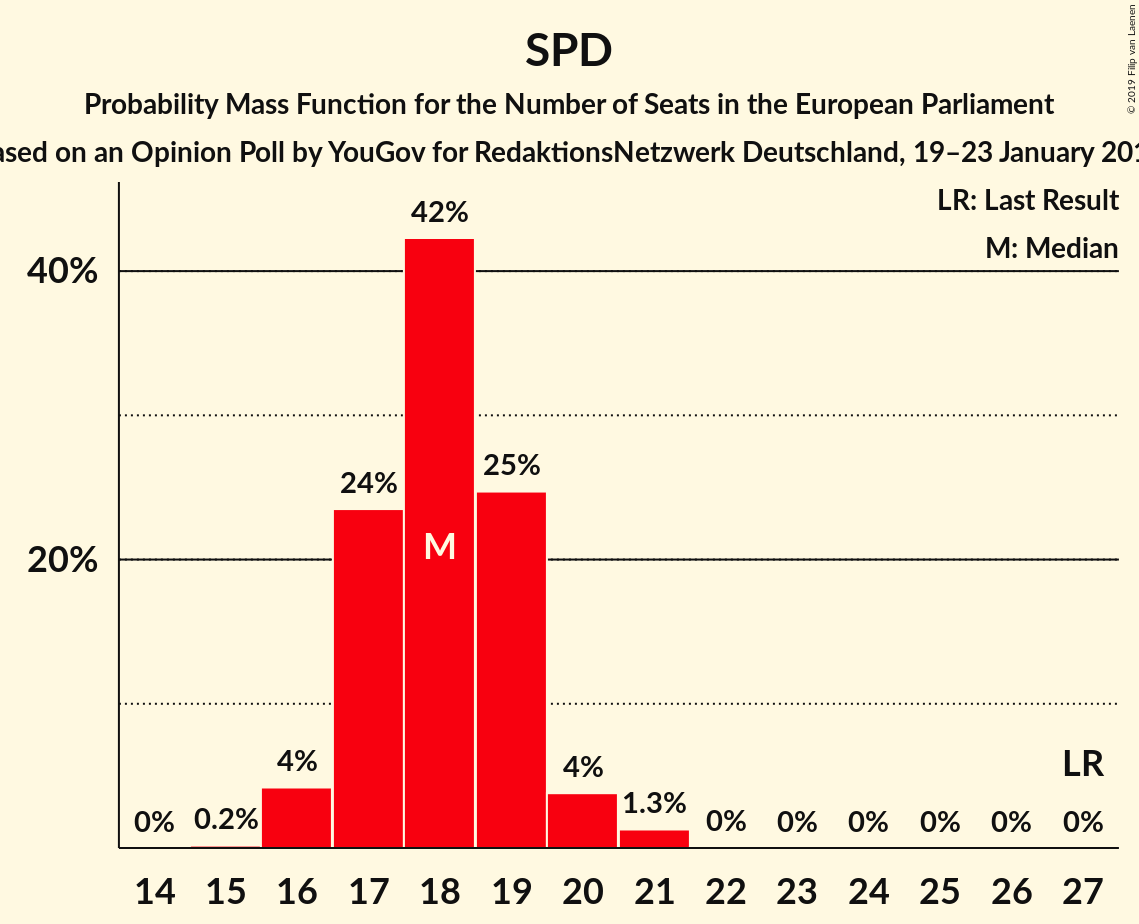 SPD
Probability Mass Function for the Number of Seats in the European Parliament
on an Opinion Poll by YouGov for RedaktionsNetzwerk Deutschland, 19–23 January
© 2019 Filip van Laenen
LR: Last Result
M: Median
42%
40%
25%
24%
M
20%
4%
4%
1.3%
LR
0%
0.2%
0%
0%
0%
0%
0%
0%
14 15 16 17 18 19 20 21 22 23 24 25 26 27